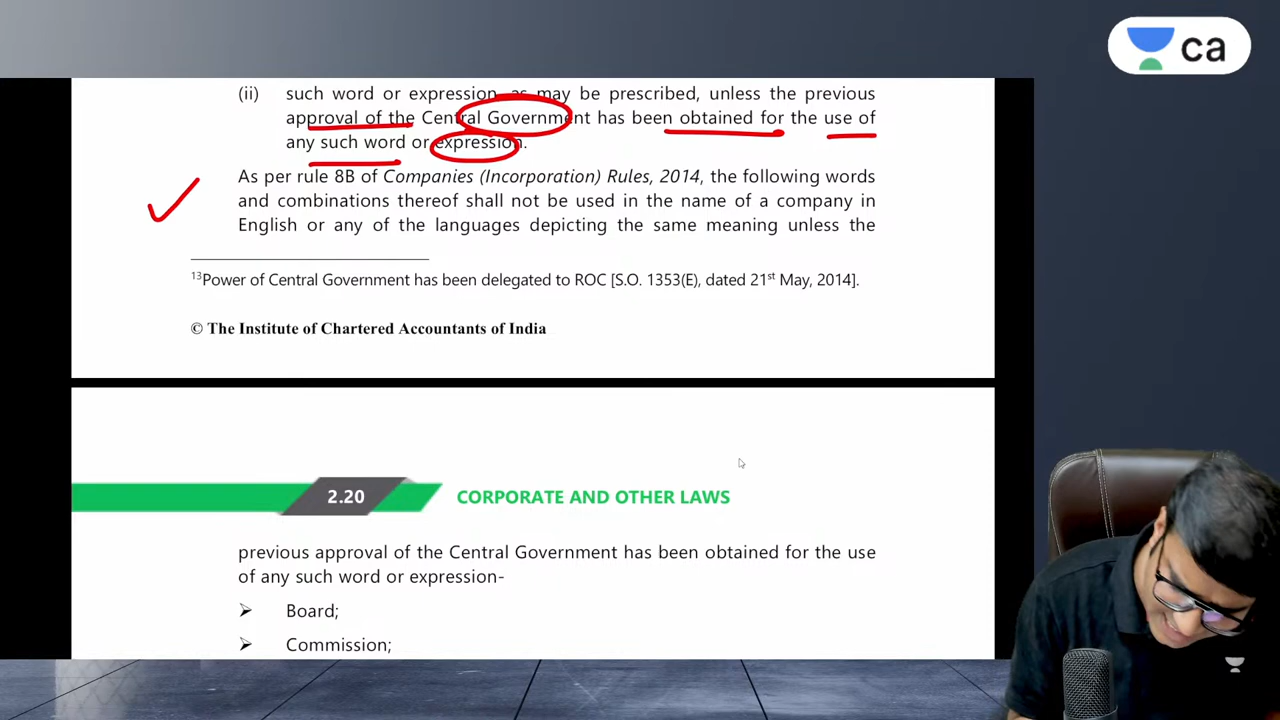 ca
(ii) such word or expression, as may be prescribed, unless the previous
approval of the Central Government has been obtained for the use of
any such word or expression.
As per rule 8B of Companies (Incorporation) Rules, 2014, the following words
and combinations thereof shall not be used in the name of a company in
English or any of the languages depicting the same meaning unless the
13Power of Central Government has been delegated to ROC [S.O. 1353(E), dated 21st May, 2014].
© The Institute of Chartered Accountants of India
2.20 CORPORATE AND OTHER LAWS
previous approval of the Central Government has been obtained for the use
of any such word or expression-
➢ Board;
➢ Commission;